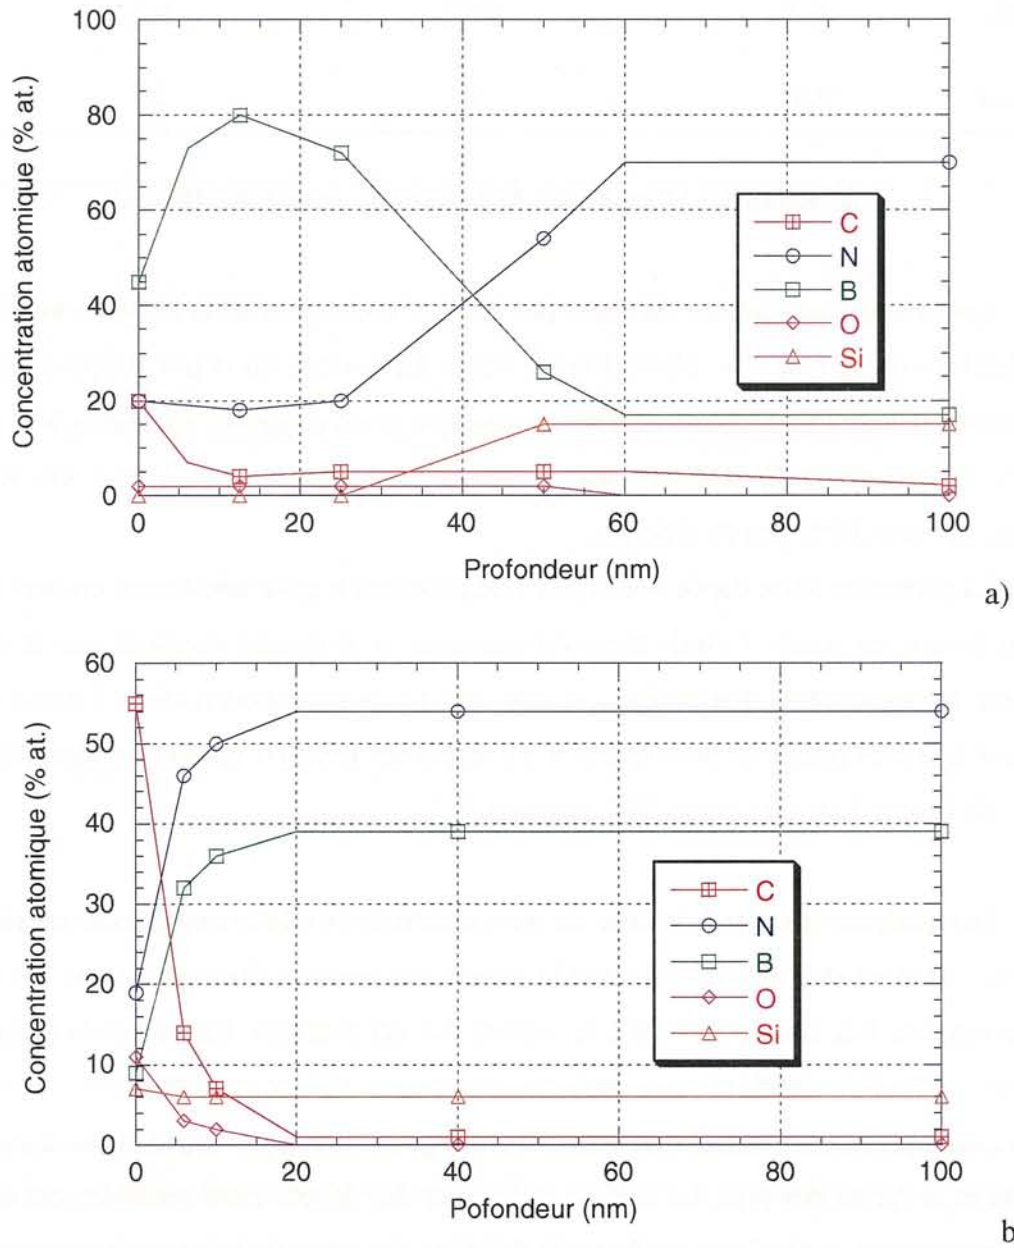 100
80
60
40
20
0
Concentration atomique (% at.)
C
N
B
O
Si
0 20 40 60 80 100
Profondeur (nm)
a)
60
50
40
30
20
10
0
Concentration atomique (% at.)
C
N
B
O
Si
0 20 40 60 80 100
Pofondeur (nm)
b